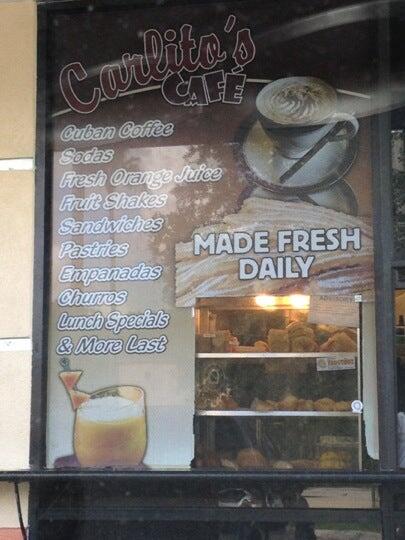 Carlito's
CAFÉ
Cuban Coffee
Sodas
Fresh Orange Juice
Fruit Shakes
Sandwiches
Pastries
Empanadas
Churros
Lunch Specials
& More Last
MADE FRESH
DAILY